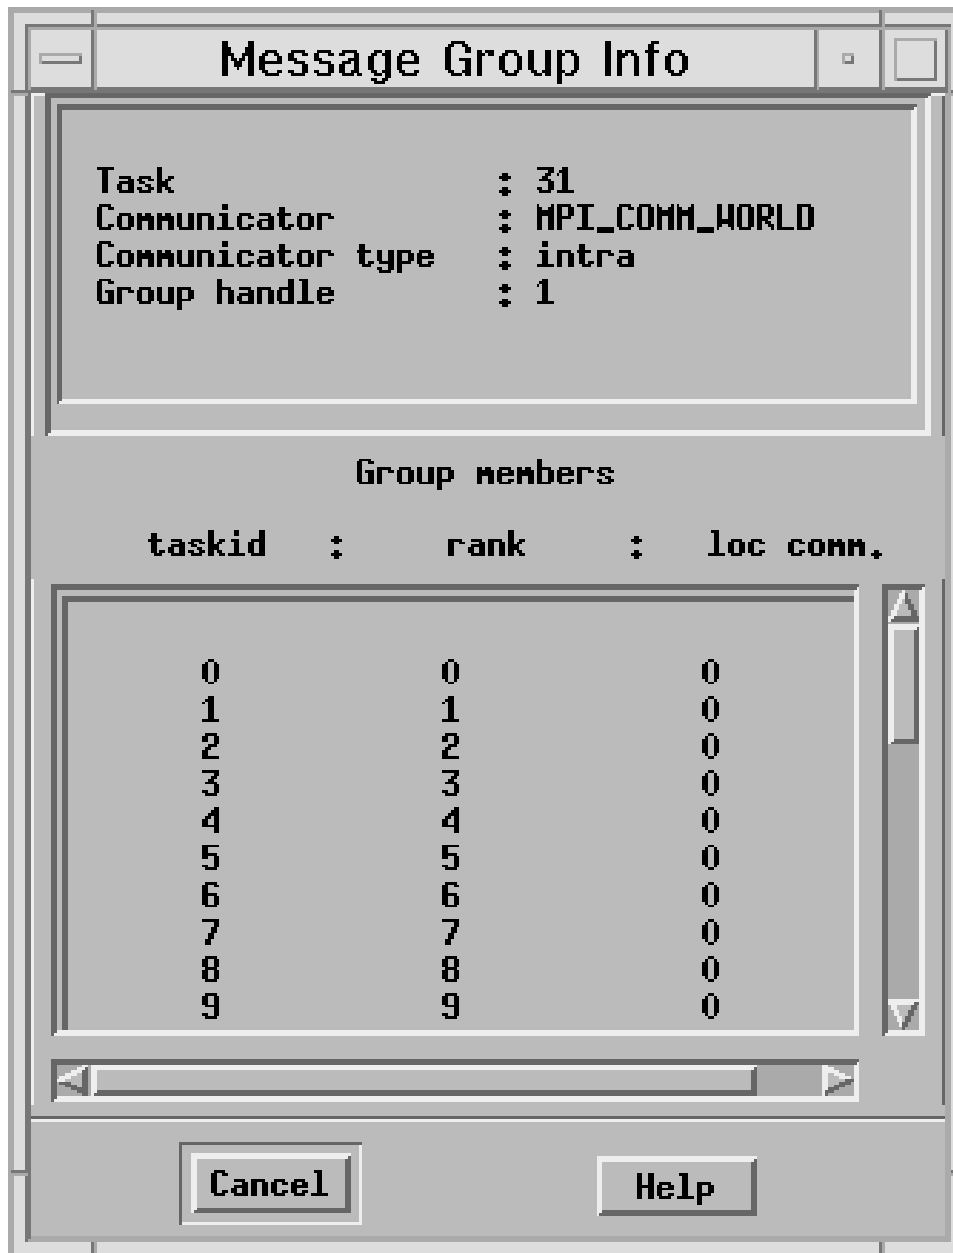 Message Group Info
Task : 31
Communicator : MPI_COMM_WORLD
Communicator type : intra
Group handle : 1
Group members
taskid : rank : loc comm.
0 0 0
1 1 0
2 2 0
3 3 0
4 4 0
5 5 0
6 6 0
7 7 0
8 8 0
9 9 0
Cancel Help